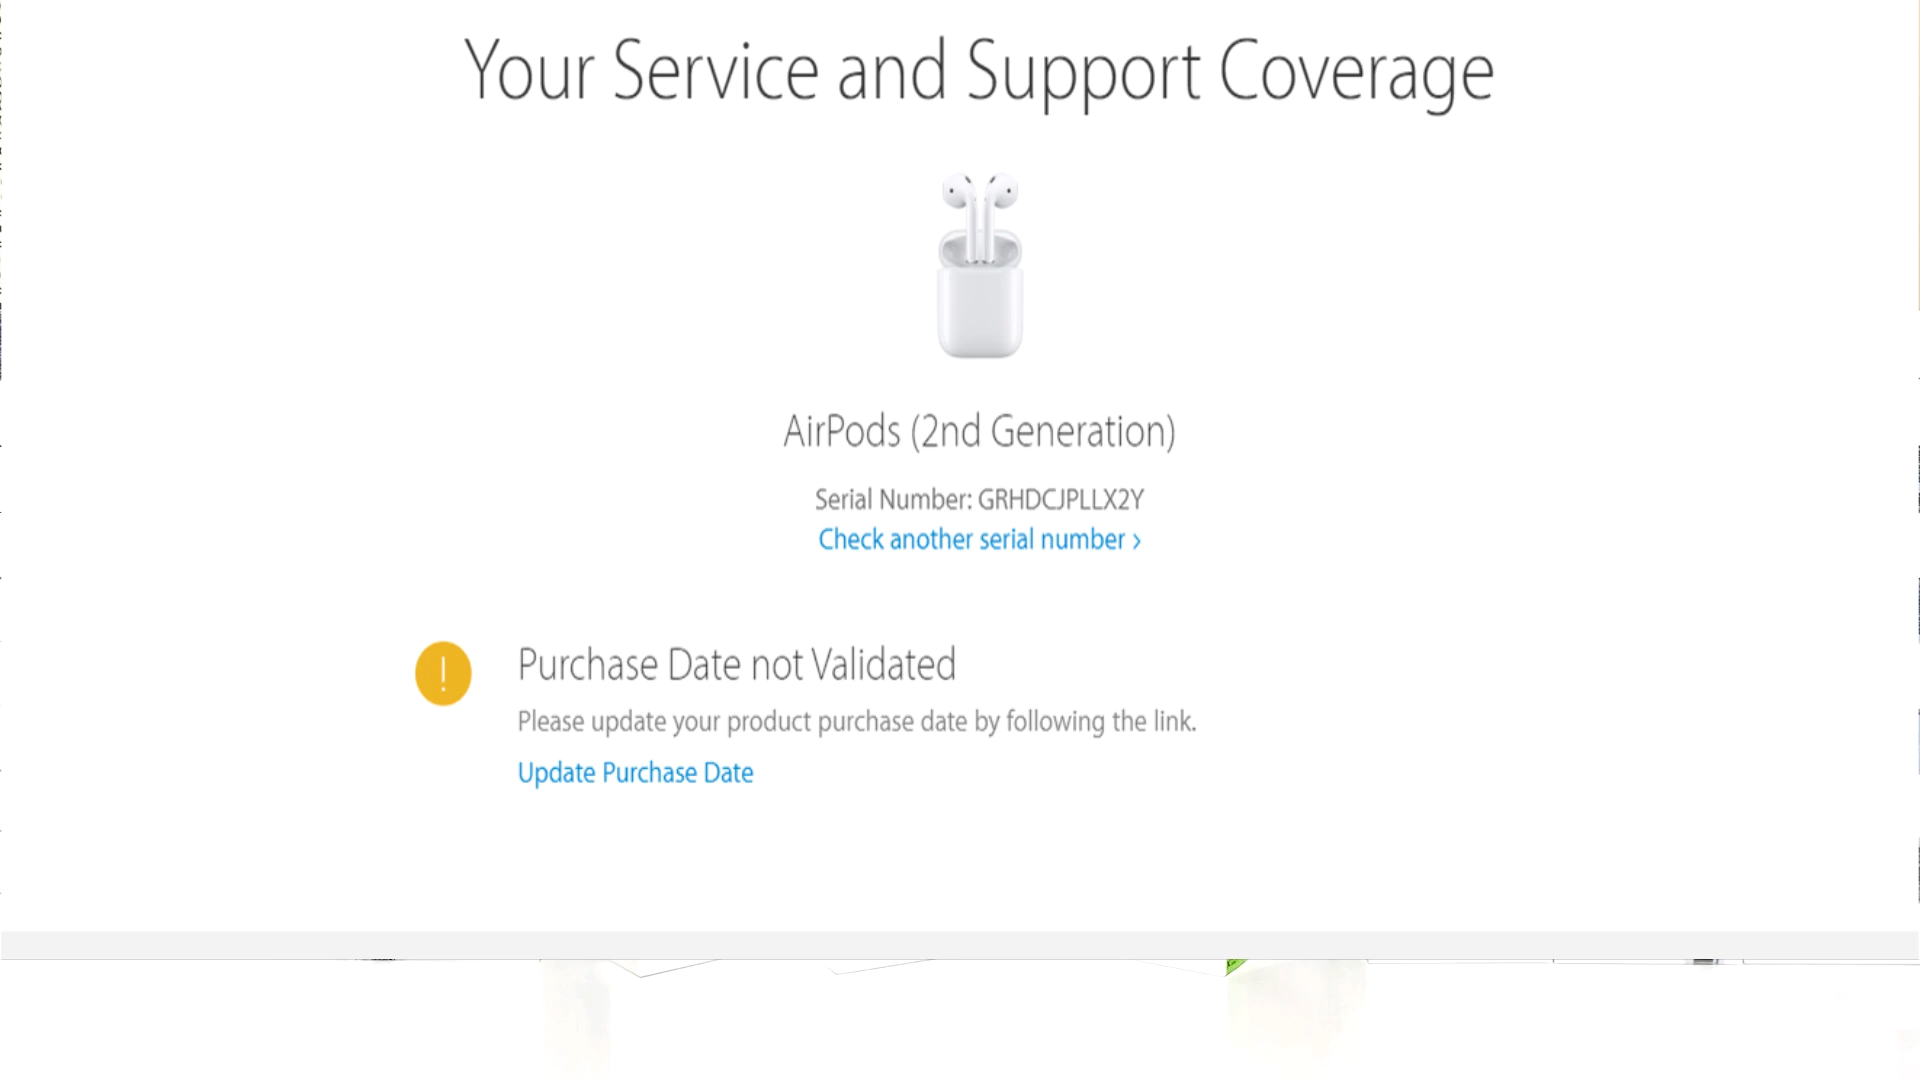 Your Service and Support Coverage
AirPods (2nd Generation)
Serial Number: GRHDCJPLLX2Y
Check another serial number ›
!
Purchase Date not Validated
Please update your product purchase date by following the link.
Update Purchase Date